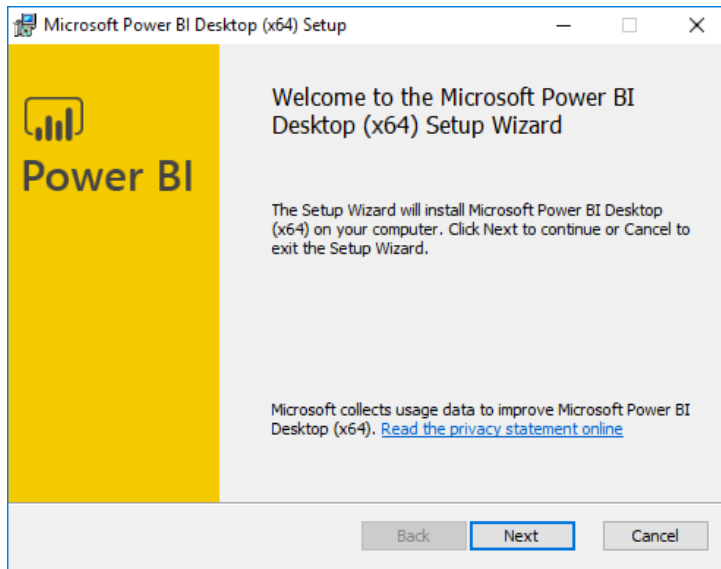 Microsoft Power BI Desktop (x64) Setup
Power BI
Welcome to the Microsoft Power BI
Desktop (x64) Setup Wizard
The Setup Wizard will install Microsoft Power BI Desktop
(x64) on your computer. Click Next to continue or Cancel to
exit the Setup Wizard.
Microsoft collects usage data to improve Microsoft Power BI
Desktop (x64). Read the privacy statement online
Back Next Cancel